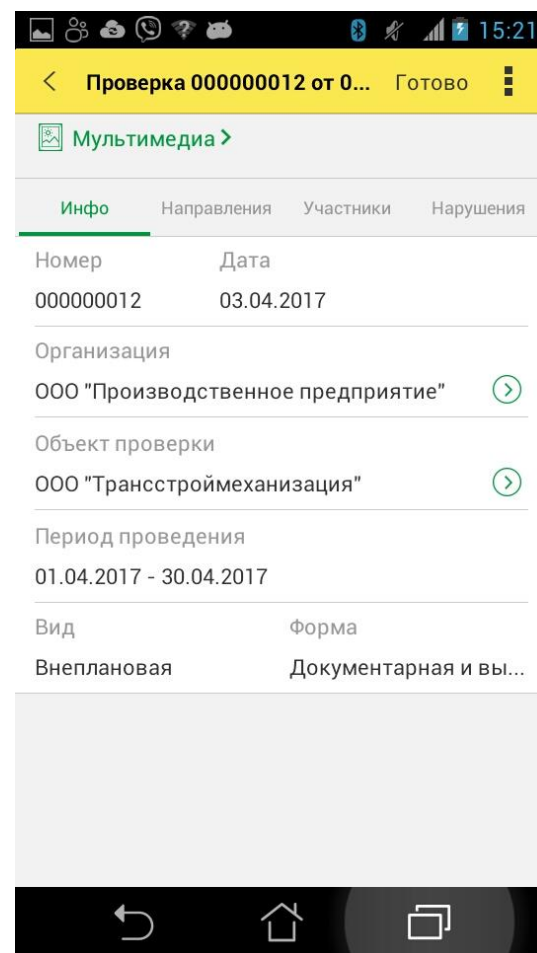 15:21
Проверка 000000012 от 0... Готово
Мультимедиа
Инфо Направления Участники Нарушения
Номер Дата
000000012 03.04.2017
Организация
ООО "Производственное предприятие"
Объект проверки
ООО "Трансстроймеханизация"
Период проведения
01.04.2017 - 30.04.2017
Вид Форма
Внеплановая Документарная и вы...